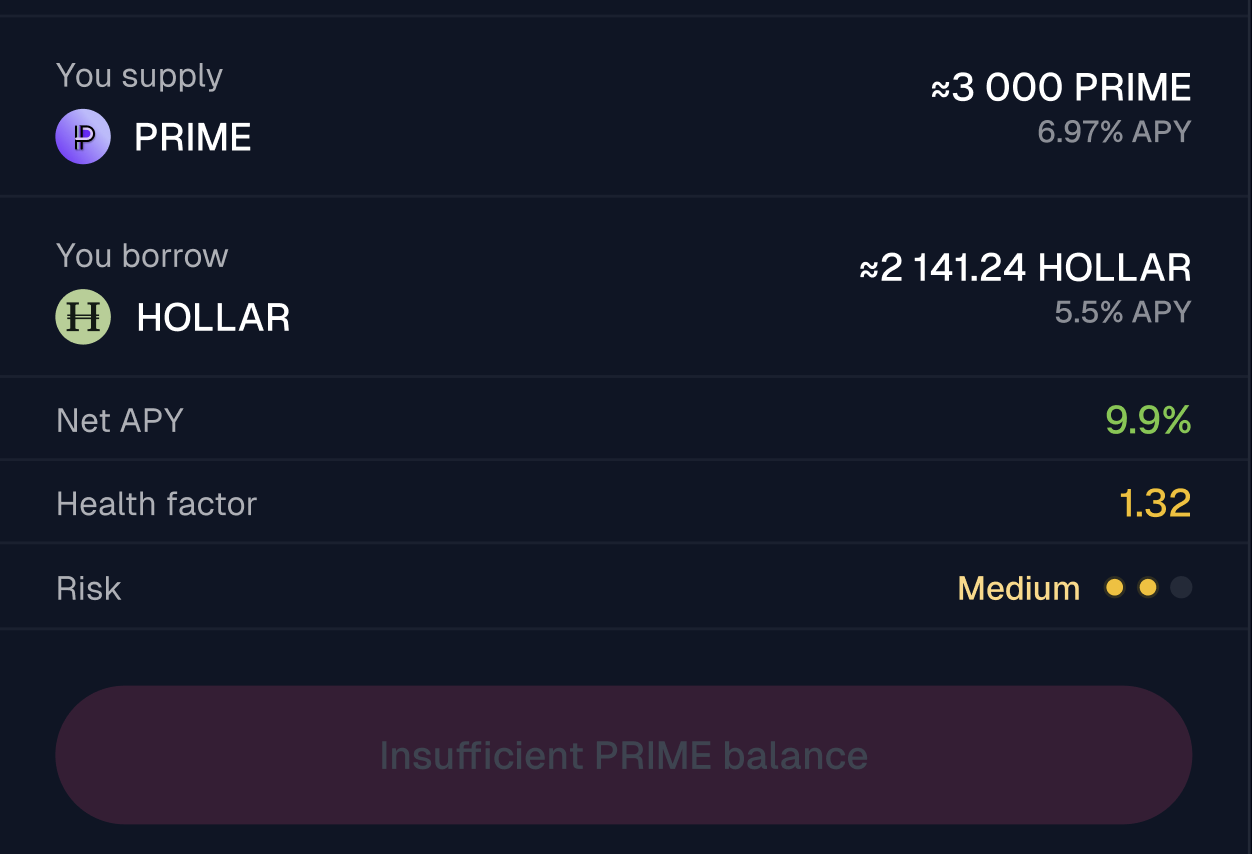 You supply
≈3 000 PRIME
PRIME
6.97% APY
You borrow
≈2 141.24 HOLLAR
HOLLAR
5.5% APY
Net APY
9.9%
Health factor
1.32
Risk
Medium
Insufficient PRIME balance